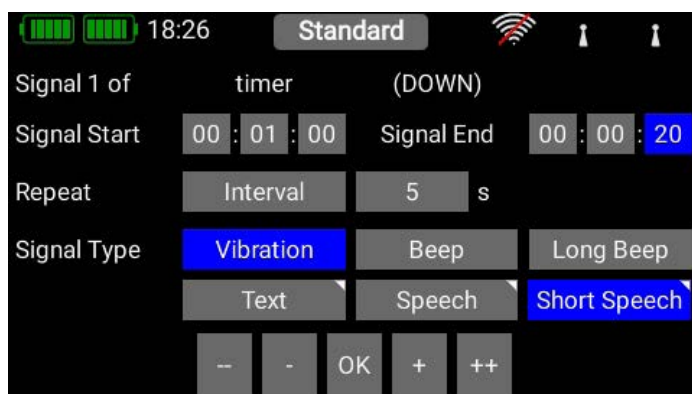 18:26 Standard
Signal 1 of timer (DOWN)
Signal Start 00 : 01 : 00 Signal End 00 : 00 : 20
Repeat Interval 5 s
Signal Type Vibration Beep Long Beep
Text Speech Short Speech
-- - OK + ++